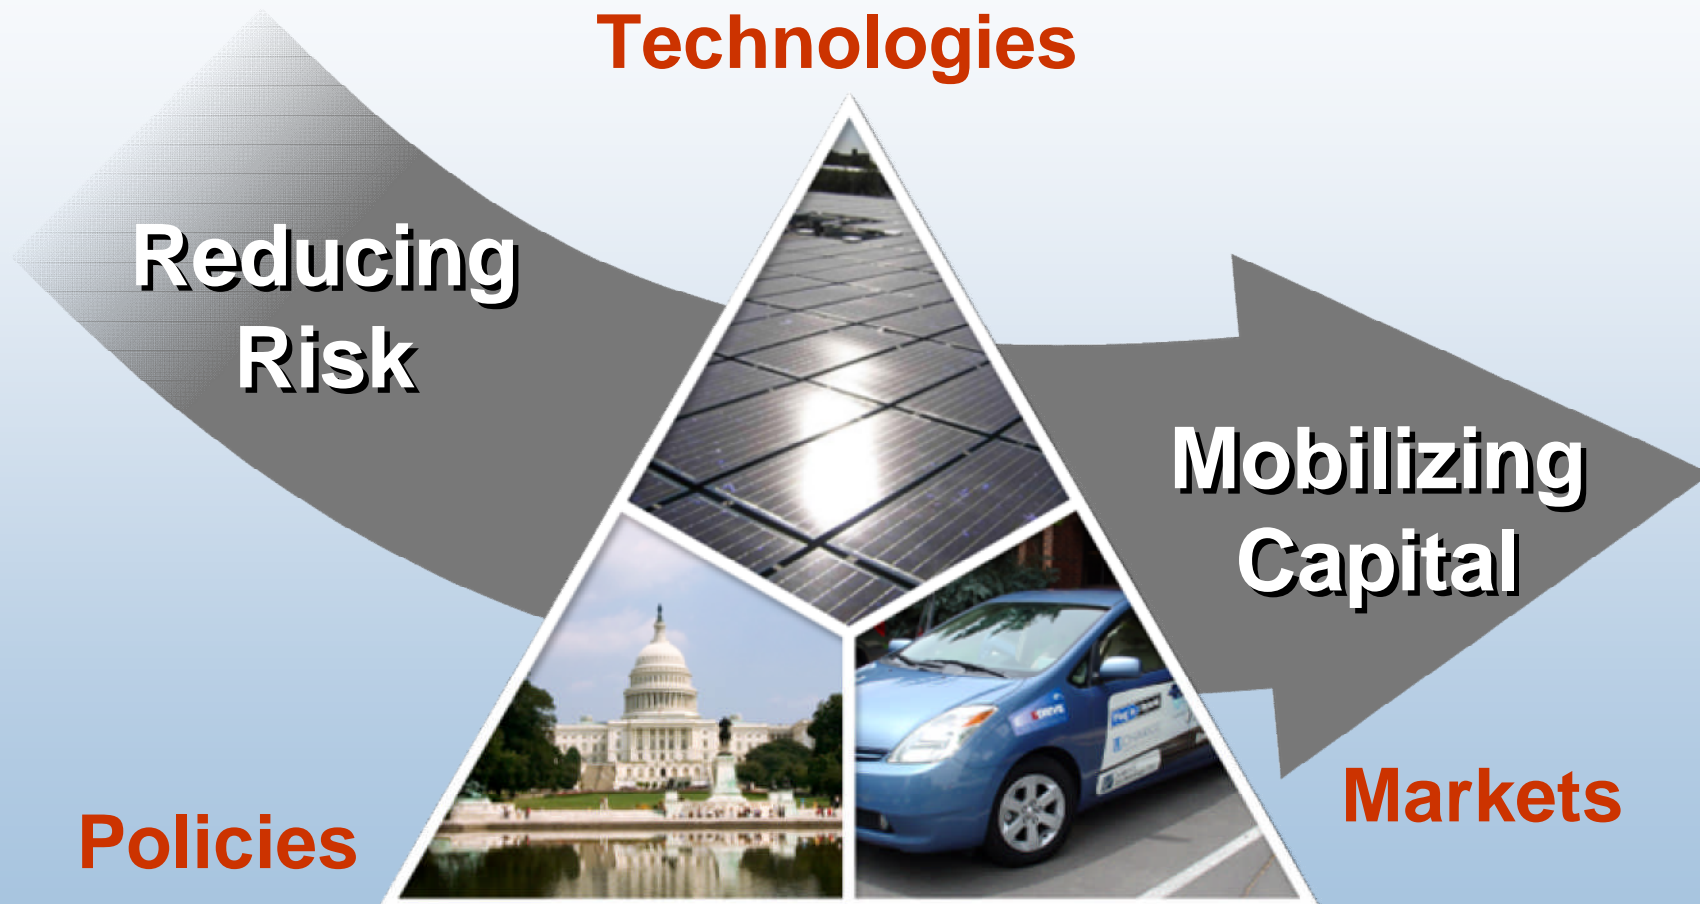 Technologies
Reducing
Risk
Mobilizing
Capital
Markets
Policies